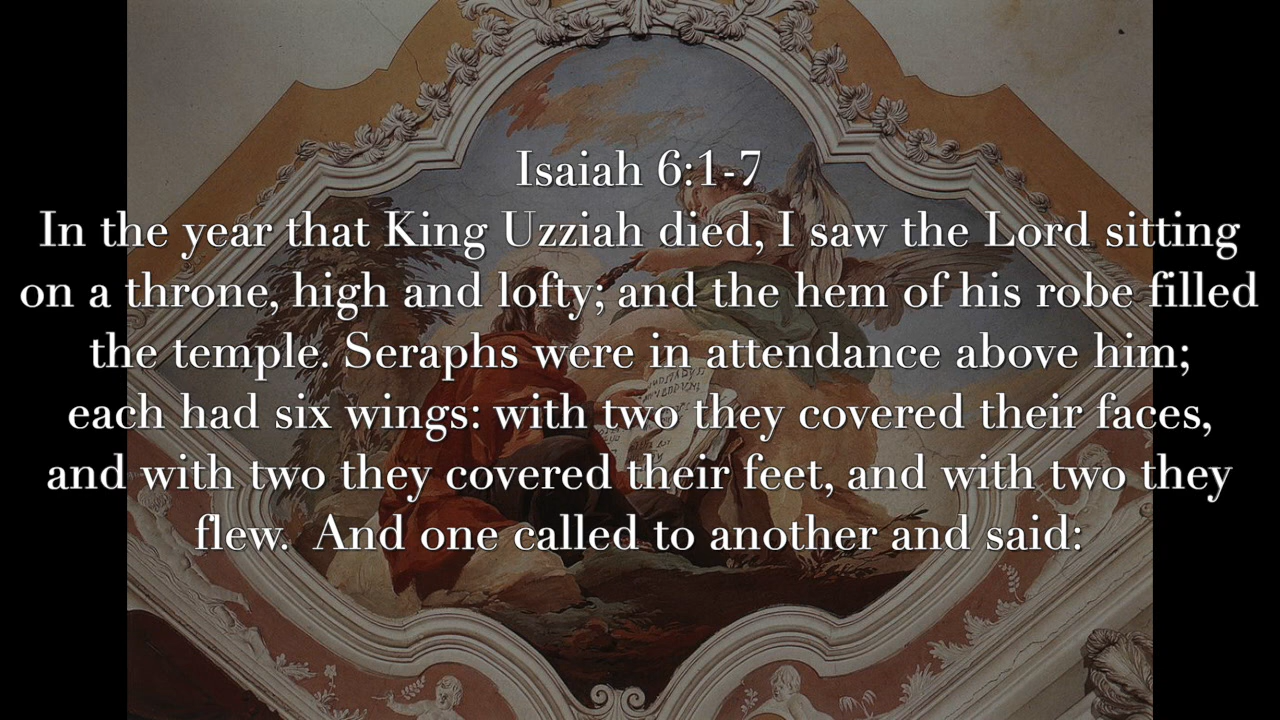 Isaiah 6:1-7
In the year that King Uzziah died, I saw the Lord sitting
on a throne, high and lofty; and the hem of his robe filled
the temple. Seraphs were in attendance above him;
each had six wings: with two they covered their faces,
and with two they covered their feet, and with two they
flew.  And one called to another and said: